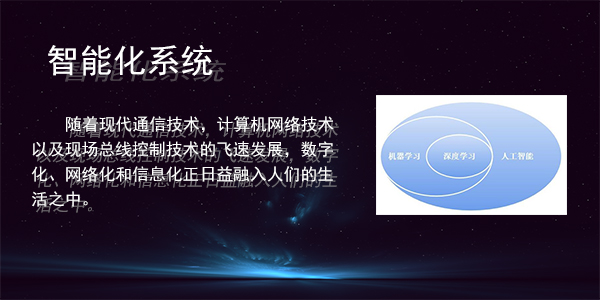 智能化系统
随着现代通信技术，计算机网络技术
以及现场总线控制技术的飞速发展，数字
化、网络化和信息化正日益融入人们的生
活之中。
机器学习 深度学习 人工智能